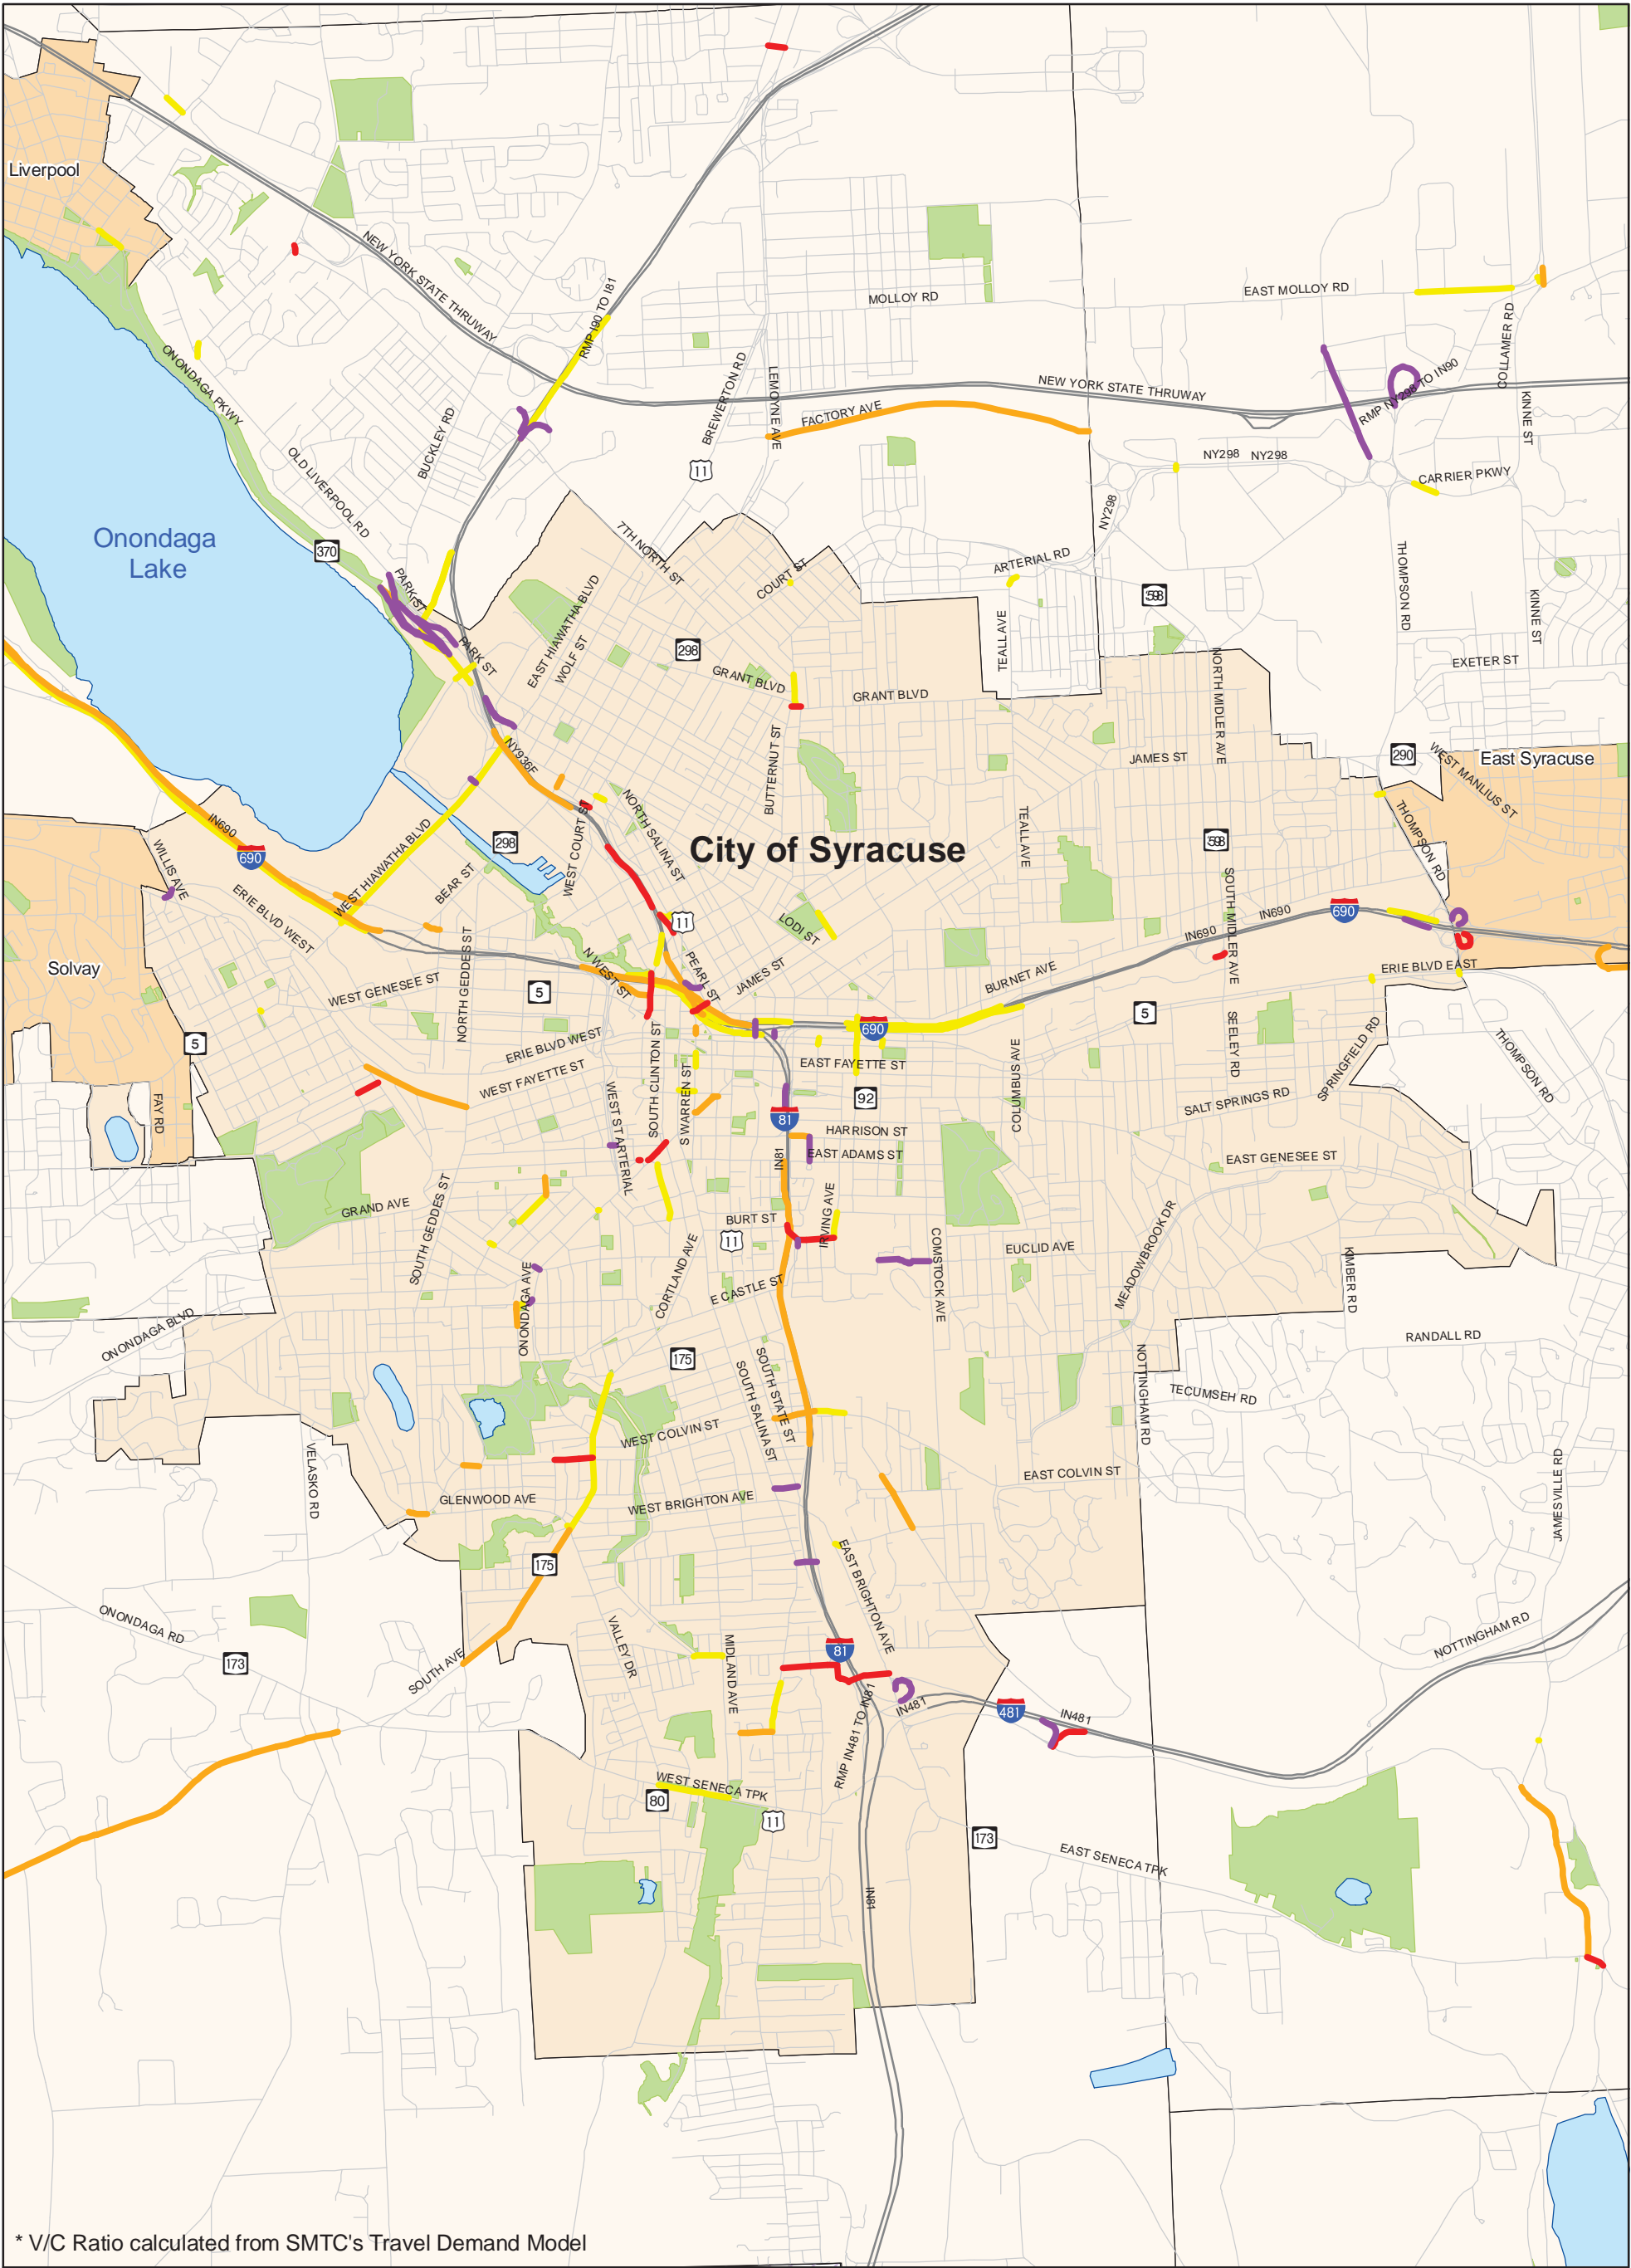 Liverpool
NEW YORK STATE THRUWAY
RMP I90 TO I81
MOLLOY RD
EAST MOLLOY RD
COLLAMER RD
ONONDAGA PKWY
BREWERTON RD
LEMOYNE AVE
NEW YORK STATE THRUWAY
RMP NY298 TO IN90
KINNE ST
FACTORY AVE
BUCKLEY RD
OLD LIVERPOOL RD
11
NY298
NY298
CARRIER PKWY
NY298
Onondaga
Lake
370
7TH NORTH ST
COURT ST
ARTERIAL RD
THOMPSON RD
KINNE ST
PARK ST
PARK ST
EAST HIAWATHA BLVD
WOLF ST
298
598
TEALL AVE
GRANT BLVD
GRANT BLVD
NORTH MIDLER AVE
EXETER ST
NY936F
BUTTERNUT ST
JAMES ST
290
WEST MANLIUS ST
East Syracuse
IN690
690
WILLIS AVE
298
WEST COURT ST
NORTH SALINA ST
City of Syracuse
TEALL AVE
598
THOMPSON RD
WEST HIAWATHA BLVD
BEAR ST
ERIE BLVD WEST
11
LODI ST
SOUTH MIDLER AVE
IN690
IN690
690
Solvay
NORTH GEDDES ST
N WEST ST
PEARL ST
JAMES ST
BURNET AVE
ERIE BLVD EAST
WEST GENESEE ST
5
5
5
690
ERIE BLVD WEST
WEST FAYETTE ST
SOUTH CLINTON ST
S WARREN ST
EAST FAYETTE ST
COLUMBUS AVE
SEELEY RD
SPRINGFIELD RD
THOMPSON RD
FAY RD
WEST ST ARTERIAL
92
81
SALT SPRINGS RD
HARRISON ST
EAST ADAMS ST
IN81
EAST GENESEE ST
GRAND AVE
SOUTH GEDDES ST
BURT ST
IRVING AVE
11
COMSTOCK AVE
EUCLID AVE
MEADOWBROOK DR
KIMBER RD
ONONDAGA AVE
CORTLAND AVE
E CASTLE ST
ONONDAGA BLVD
175
SOUTH SALINA ST
SOUTH STATE ST
NOTTINGHAM RD
RANDALL RD
TECUMSEH RD
WEST COLVIN ST
VELASKO RD
EAST COLVIN ST
JAMESVILLE RD
GLENWOOD AVE
WEST BRIGHTON AVE
EAST BRIGHTON AVE
175
ONONDAGA RD
173
SOUTH AVE
VALLEY DR
MIDLAND AVE
81
NOTTINGHAM RD
RMP IN481 TO IN81
IN481
481
IN481
WEST SENECA TPK
80
11
173
EAST SENECA TPK
IN81
* V/C Ratio calculated from SMTC's Travel Demand Model